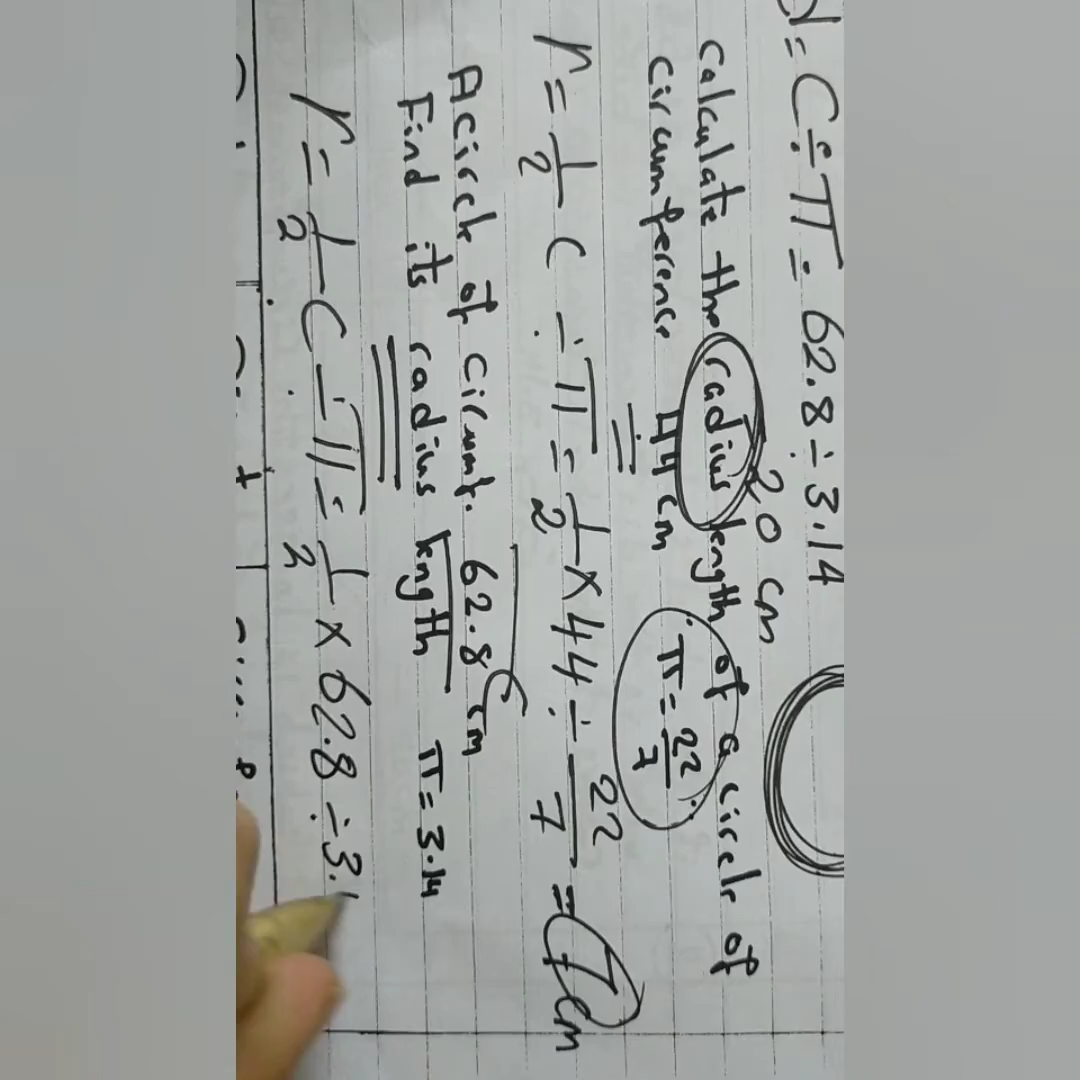 d = C ÷ π = 62.8 ÷ 3.14
20 cm
Calculate the radius length of a circle of
Circumference 44 cm π = 22/7
r = 1/2 C ÷ π = 1/2 × 44 ÷ 22/7 = 7 cm
A circle of Circumf. 62.8 cm
Find its radius length π = 3.14
r = 1/2 C ÷ π = 1/2 × 62.8 ÷ 3.1